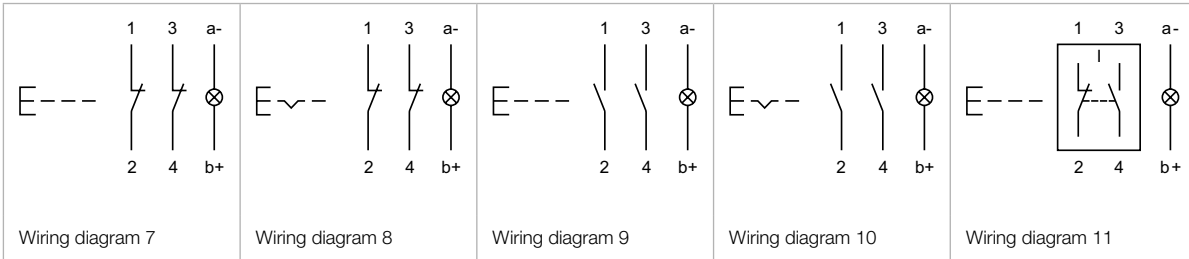 1 3 a-
2 4 b+
Wiring diagram 7
1 3 a-
2 4 b+
Wiring diagram 8
1 3 a-
2 4 b+
Wiring diagram 9
1 3 a-
2 4 b+
Wiring diagram 10
1 3 a-
2 4 b+
Wiring diagram 11